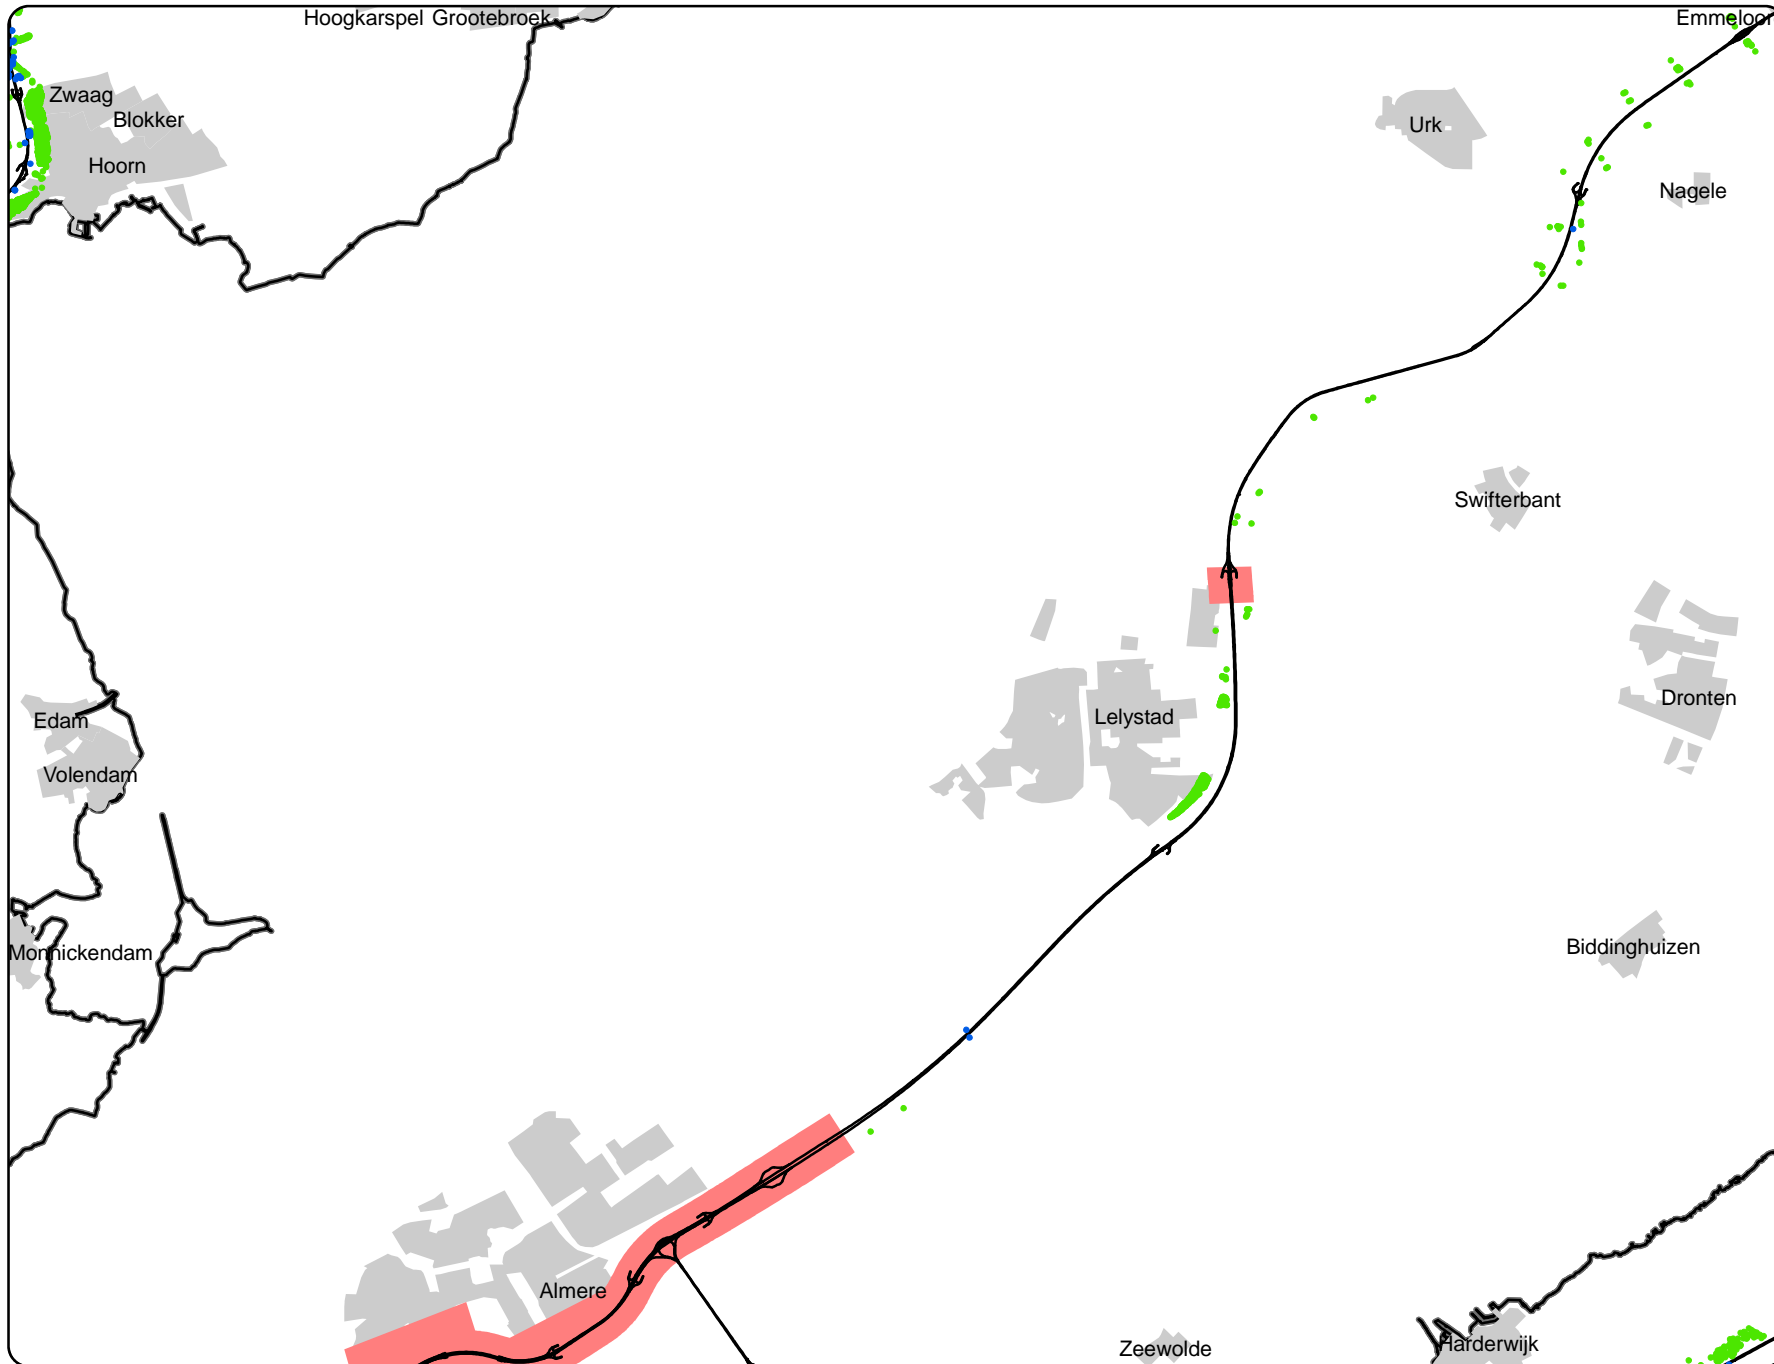 Hoogkarspel Grootebroek
Emmeloor
Zwaag
Blokker
Urk
Hoorn
Nagele
Swifterbant
Dronten
Lelystad
Edam
Volendam
Biddinghuizen
Monnickendam
Almere
Harderwijk
Zeewolde